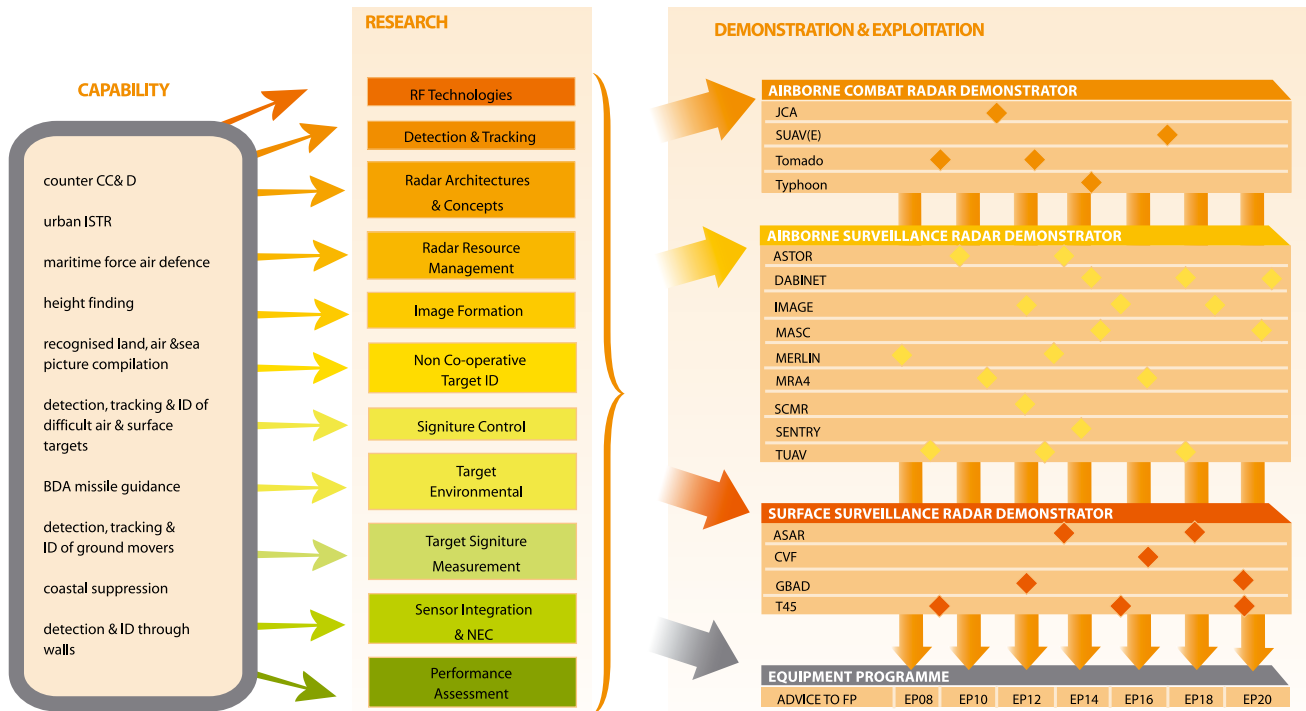 CAPABILITY
counter CC& D
urban ISTR
maritime force air defence
height finding
recognised land, air &sea
picture compilation
detection, tracking & ID of
difficult air & surface
targets
BDA missile guidance
detection, tracking &
ID of ground movers
coastal suppression
detection & ID through
walls
RESEARCH
RF Technologies
Detection & Tracking
Radar Architectures
& Concepts
Radar Resource
Management
Image Formation
Non Co-operative
Target ID
Signiture Control
Target
Environmental
Target Signiture
Measurement
Sensor Integration
& NEC
Performance
Assessment
DEMONSTRATION & EXPLOITATION
AIRBORNE COMBAT RADAR DEMONSTRATOR
JCA
SUAV(E)
Tomado
Typhoon
AIRBORNE SURVEILLANCE RADAR DEMONSTRATOR
ASTOR
DABINET
IMAGE
MASC
MERLIN
MRA4
SCMR
SENTRY
TUAV
SURFACE SURVEILLANCE RADAR DEMONSTRATOR
ASAR
CVF
GBAD
T45
EQUIPMENT PROGRAMME
ADVICE TO FP EP08 EP10 EP12 EP14 EP16 EP18 EP20